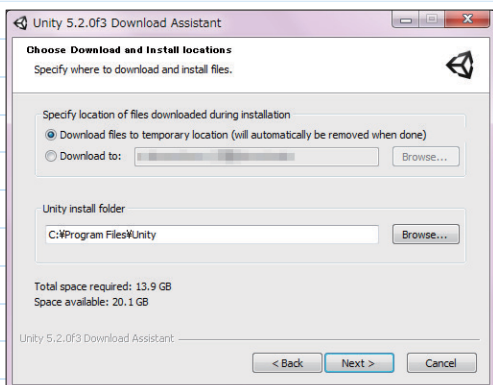 Unity 5.2.0f3 Download Assistant
Choose Download and Install locations
Specify where to download and install files.
Specify location of files downloaded during installation
Download files to temporary location (will automatically be removed when done)
Download to:
Browse...
Unity install folder
C:¥Program Files¥Unity
Browse...
Total space required: 13.9 GB
Space available: 20.1 GB
Unity 5.2.0f3 Download Assistant
< Back Next > Cancel